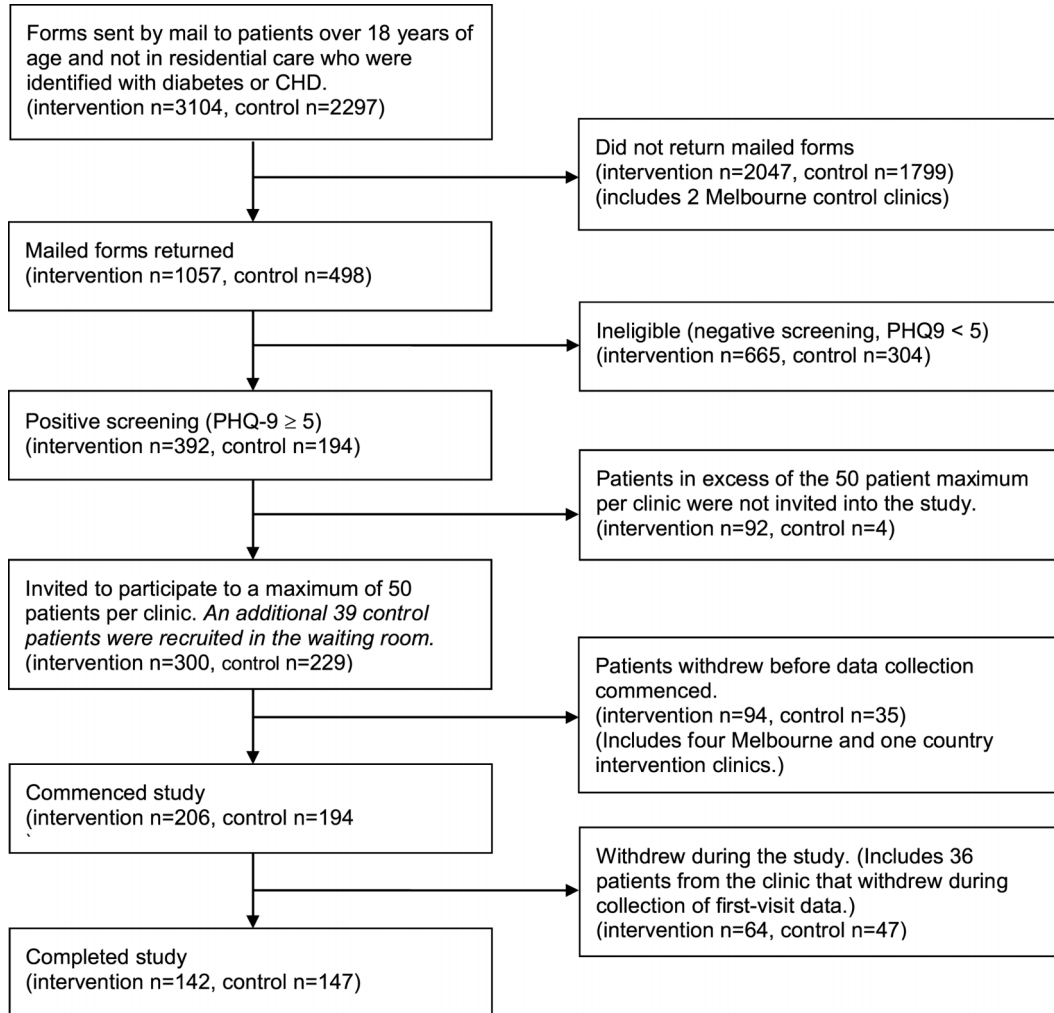 Forms sent by mail to patients over 18 years of
age and not in residential care who were
identified with diabetes or CHD.
(intervention n=3104, control n=2297)
Did not return mailed forms
(intervention n=2047, control n=1799)
(includes 2 Melbourne control clinics)
Mailed forms returned
(intervention n=1057, control n=498)
Ineligible (negative screening, PHQ9 < 5)
(intervention n=665, control n=304)
Positive screening (PHQ-9 ≥ 5)
(intervention n=392, control n=194)
Patients in excess of the 50 patient maximum
per clinic were not invited into the study.
(intervention n=92, control n=4)
Invited to participate to a maximum of 50
patients per clinic. An additional 39 control
patients were recruited in the waiting room.
(intervention n=300, control n=229)
Patients withdrew before data collection
commenced.
(intervention n=94, control n=35)
(Includes four Melbourne and one country
intervention clinics.)
Commenced study
(intervention n=206, control n=194
`
Withdrew during the study. (Includes 36
patients from the clinic that withdrew during
collection of first-visit data.)
(intervention n=64, control n=47)
Completed study
(intervention n=142, control n=147)